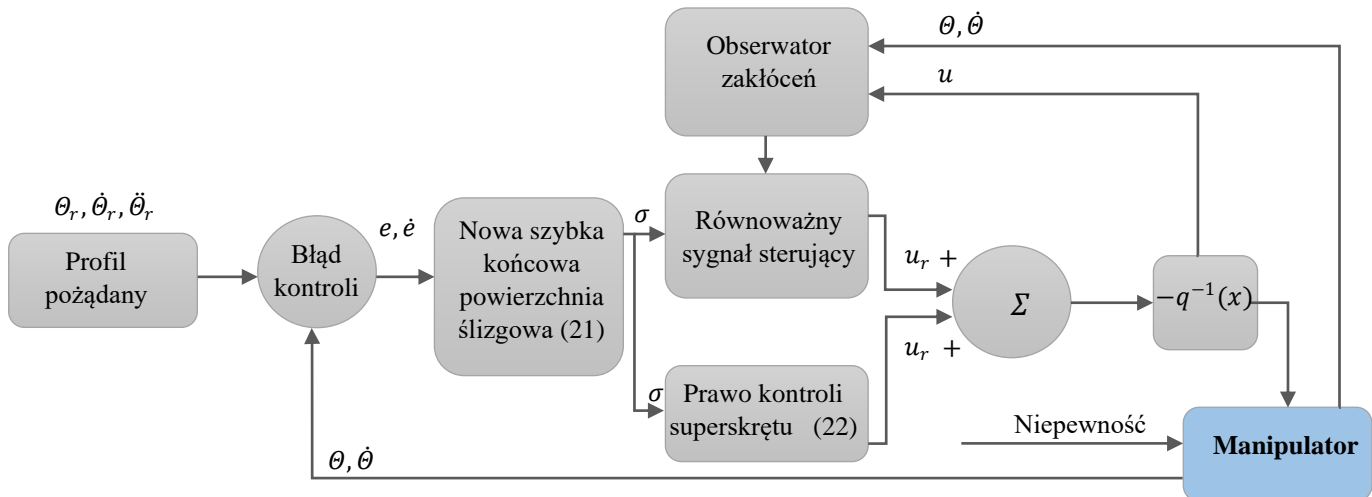 Obserwator
zakłóceń
Θ, Θ̇
u
Θᵣ, Θ̇ᵣ, Θ̈ᵣ
Profil
pożądany
Błąd
kontroli
e, ė
Nowa szybka
końcowa
powierzchnia
ślizgowa (21)
σ
Równoważny
sygnał sterujący
uᵣ +
Σ
−q⁻¹(x)
uᵣ +
σ
Prawo kontroli
superskrętu (22)
Niepewność
Manipulator
Θ, Θ̇